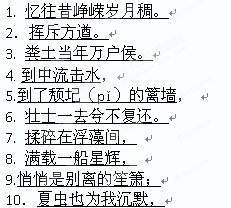 1. 忆往昔峥嵘岁月稠。
2. 挥斥方遒。
3. 粪土当年万户侯。
4. 到中流击水,
5.到了颓圮(pǐ)的篱墙,
6. 壮士一去兮不复还。
7. 揉碎在浮藻间,
8. 满载一船星辉,
9.悄悄是别离的笙箫;
10. 夏虫也为我沉默,